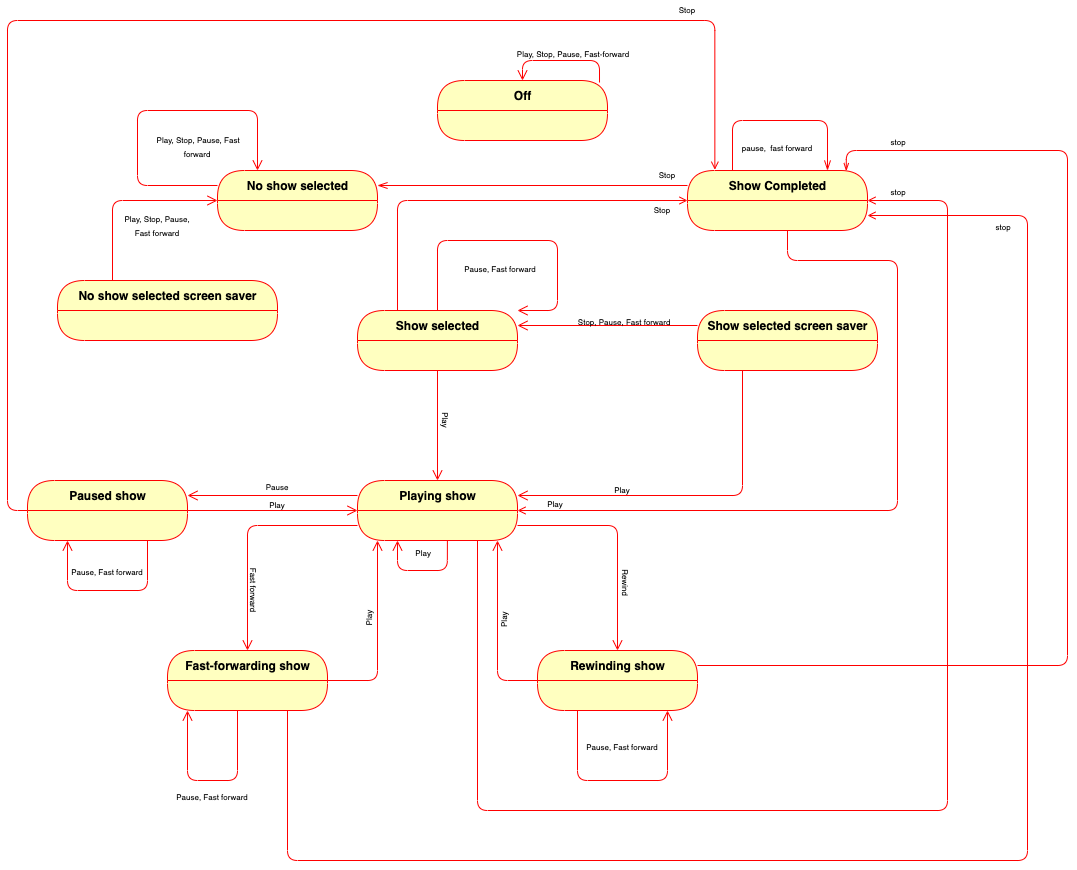 Stop
Play, Stop, Pause, Fast-forward
Off
Play, Stop, Pause, Fast
forward
pause,  fast forward
stop
No show selected
Stop
Show Completed
stop
Play, Stop, Pause,
Fast forward
Stop
stop
Pause, Fast forward
No show selected screen saver
Show selected
Stop, Pause, Fast forward
Show selected screen saver
Play
Paused show
Pause
Playing show
Play
Play
Play
Pause, Fast forward
Play
Fast forward
Play
Play
Rewind
Fast-forwarding show
Rewinding show
Pause, Fast forward
Pause, Fast forward